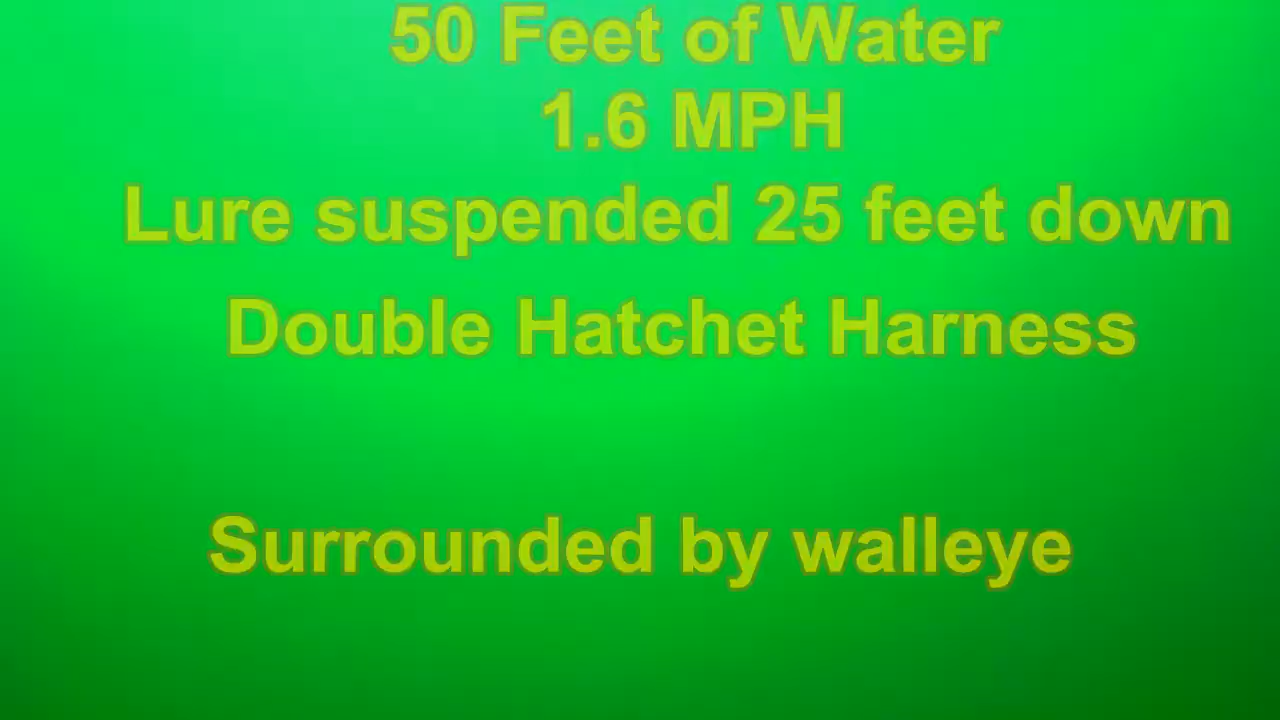 50 Feet of Water
1.6 MPH
Lure suspended 25 feet down
Double Hatchet Harness
Surrounded by walleye